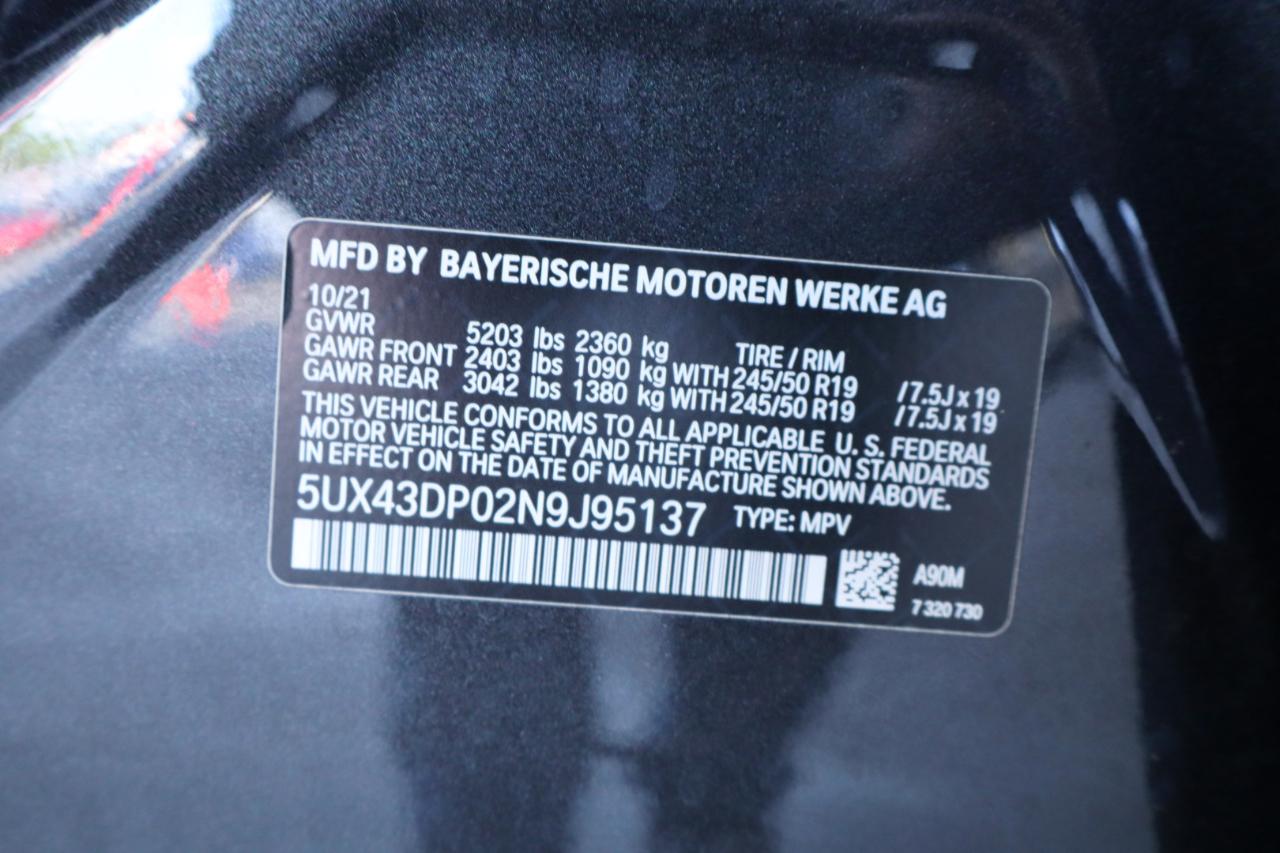 MFD BY BAYERISCHE MOTOREN WERKE AG
10/21
GVWR 5203 lbs 2360 kg TIRE / RIM
GAWR FRONT 2403 lbs 1090 kg WITH 245/50 R19 / 7.5J x 19
GAWR REAR 3042 lbs 1380 kg WITH 245/50 R19 / 7.5J x 19
THIS VEHICLE CONFORMS TO ALL APPLICABLE U. S. FEDERAL
MOTOR VEHICLE SAFETY AND THEFT PREVENTION STANDARDS
IN EFFECT ON THE DATE OF MANUFACTURE SHOWN ABOVE.
5UX43DP02N9J95137 TYPE: MPV
A90M
7 320 730